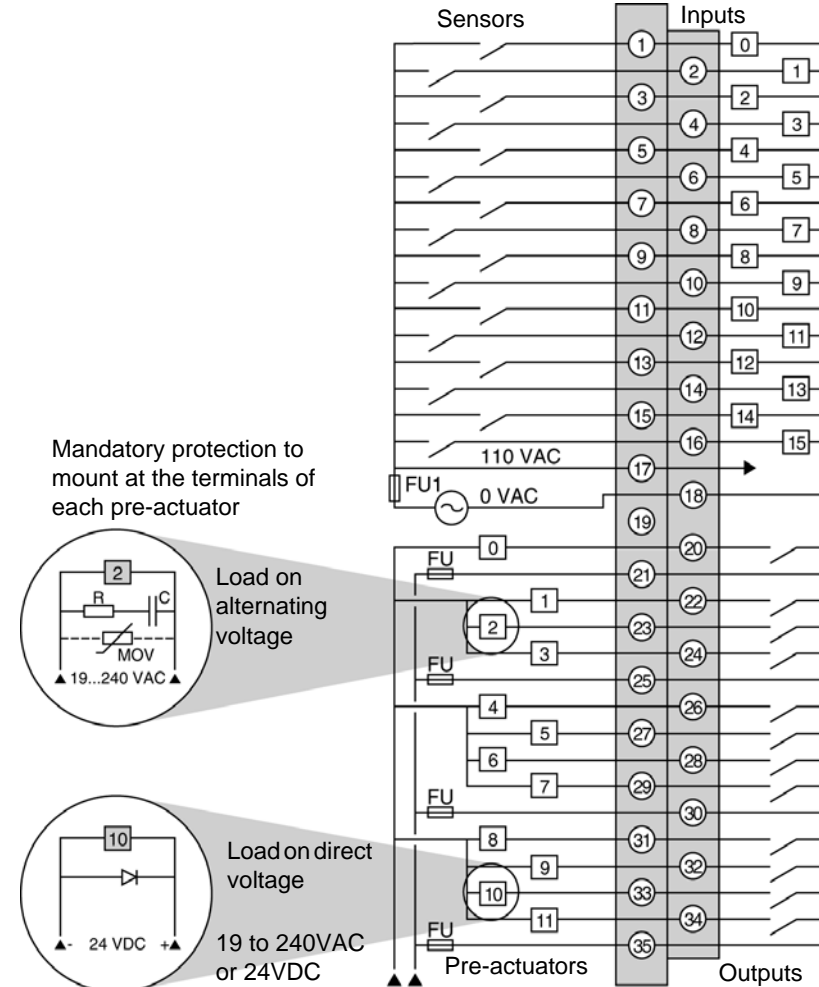 Sensors
Inputs
1 0
2 1
3 2
4 3
5 4
6 5
7 6
8 7
9 8
10 9
11 10
12 11
13 12
14 13
15 14
16 15
110 VAC 17
FU1
0 VAC 18
19
0 20
FU 21
1 22
2 23
3 24
FU 25
4 26
5 27
6 28
7 29
FU 30
8 31
9 32
10 33
11 34
FU 35
Pre-actuators
Outputs
Mandatory protection to
mount at the terminals of
each pre-actuator
2
R C
MOV
19...240 VAC
Load on
alternating
voltage
10
- 24 VDC +
Load on direct
voltage
19 to 240VAC
or 24VDC